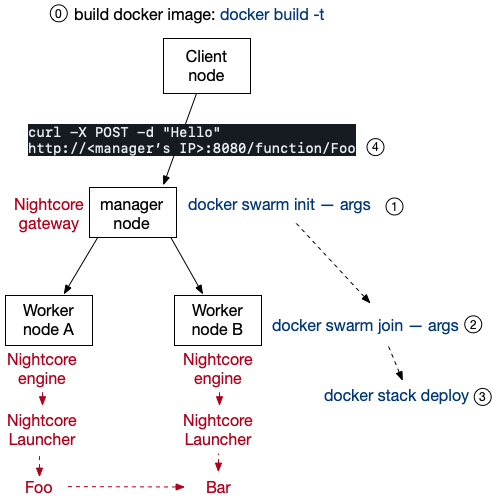 ⓪ build docker image: docker build -t
Client
node
curl -X POST -d "Hello"
http://<manager's IP>:8080/function/Foo
④
Nightcore
gateway
manager
node
docker swarm init — args ①
Worker
node A
Worker
node B
docker swarm join — args ②
Nightcore
engine
Nightcore
engine
docker stack deploy ③
Nightcore
Launcher
Nightcore
Launcher
Foo
Bar